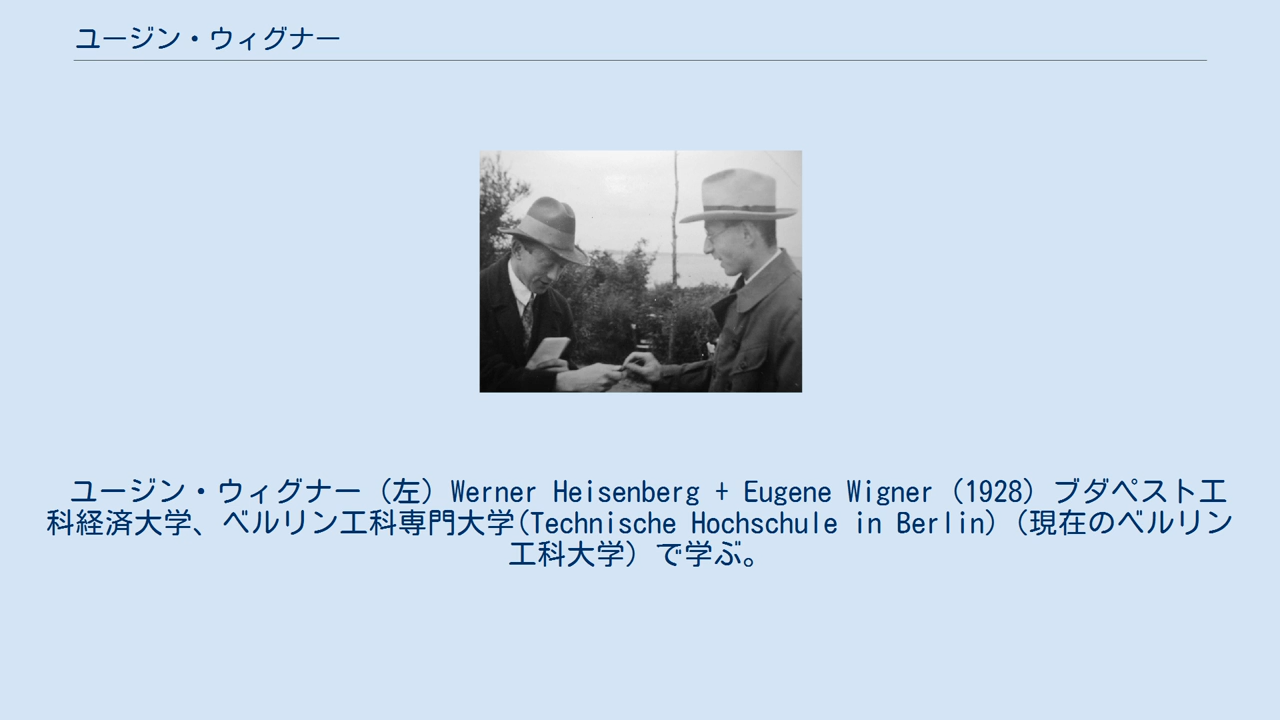 ユージン・ウィグナー
ユージン・ウィグナー（左）Werner Heisenberg + Eugene Wigner (1928) ブダペスト工
科経済大学、ベルリン工科専門大学(Technische Hochschule in Berlin)（現在のベルリン
工科大学）で学ぶ。